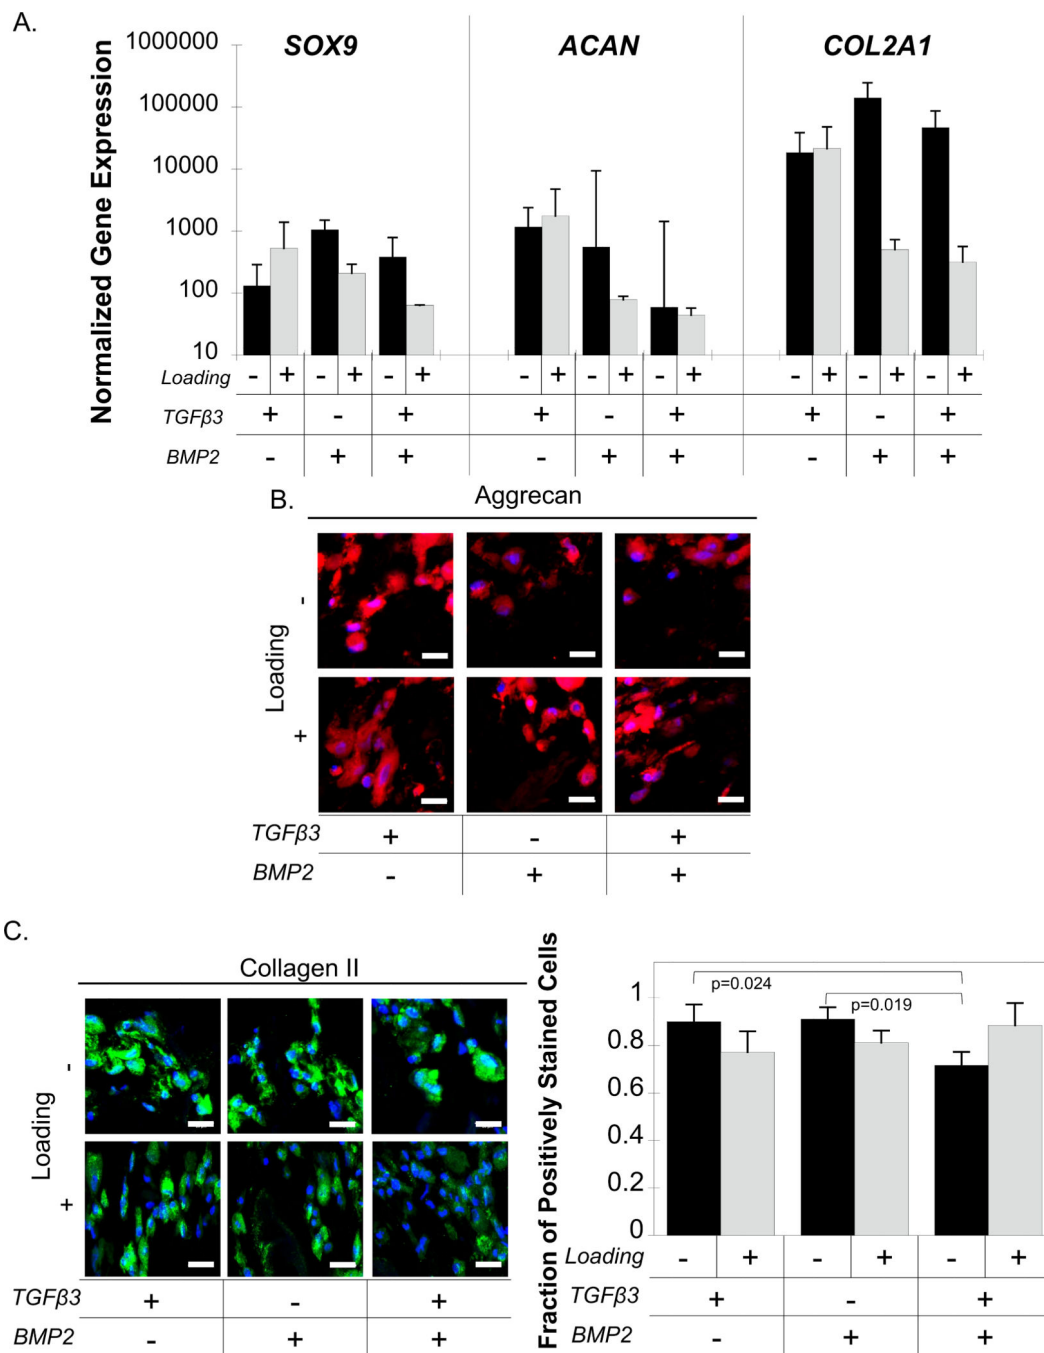 A.
SOX9 ACAN COL2A1
Normalized Gene Expression
1000000
100000
10000
1000
100
10
Loading - + - + - + - + - + - + - + - + - +
TGFβ3 + - + + - + + - +
BMP2 - + + - + + - + +
B.
Aggrecan
Loading
-
+
TGFβ3 + - +
BMP2 - + +
C.
Collagen II
Loading
-
+
TGFβ3 + - +
BMP2 - + +
Fraction of Positively Stained Cells
p=0.024
p=0.019
1
0.8
0.6
0.4
0.2
0
Loading - + - + - +
TGFβ3 + - +
BMP2 - + +